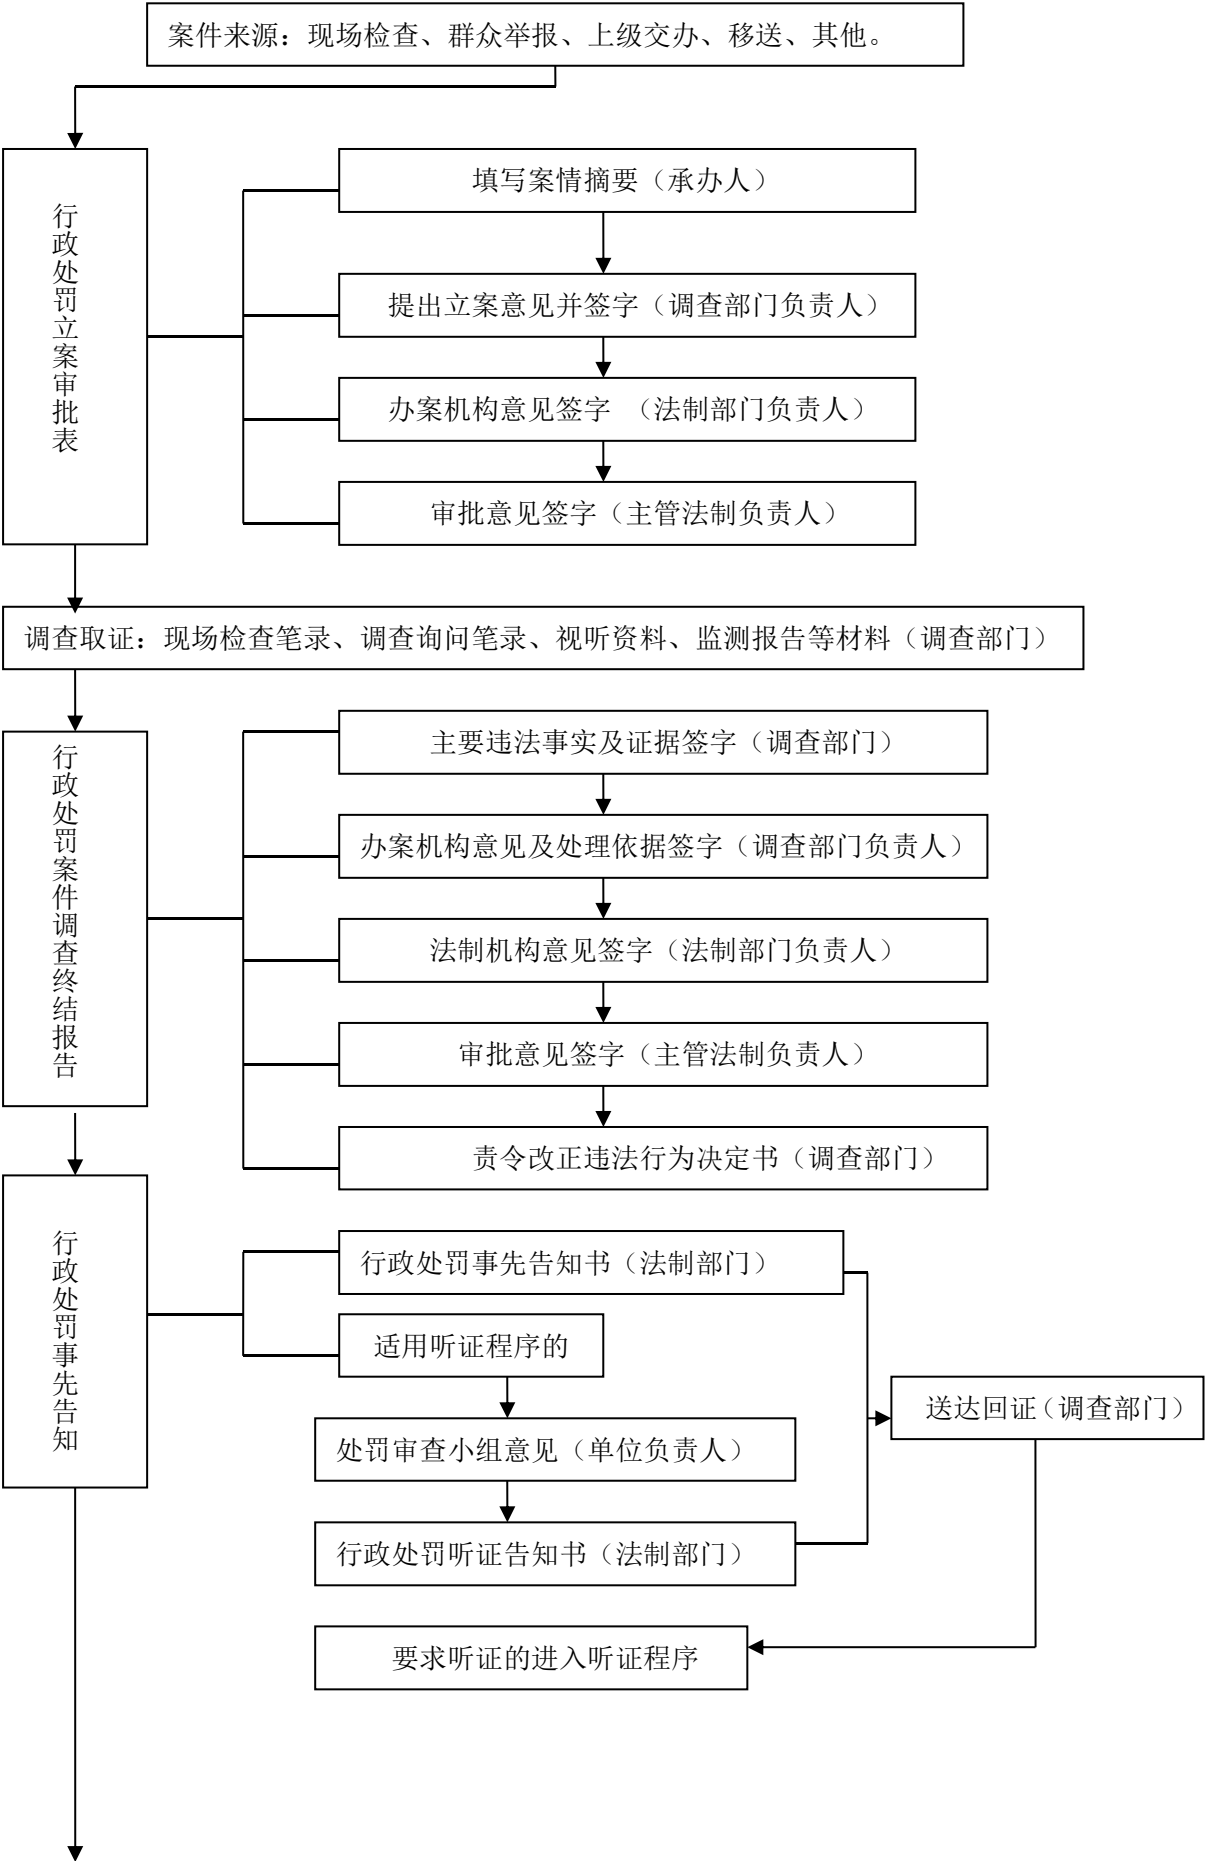 案件来源：现场检查、群众举报、上级交办、移送、其他。
行政处罚立案审批表
填写案情摘要（承办人）
提出立案意见并签字（调查部门负责人）
办案机构意见签字 （法制部门负责人）
审批意见签字（主管法制负责人）
调查取证：现场检查笔录、调查询问笔录、视听资料、监测报告等材料（调查部门）
行政处罚案件调查终结报告
主要违法事实及证据签字（调查部门）
办案机构意见及处理依据签字（调查部门负责人）
法制机构意见签字（法制部门负责人）
审批意见签字（主管法制负责人）
责令改正违法行为决定书（调查部门）
行政处罚事先告知
行政处罚事先告知书（法制部门）
适用听证程序的
处罚审查小组意见（单位负责人）
行政处罚听证告知书（法制部门）
送达回证（调查部门）
要求听证的进入听证程序